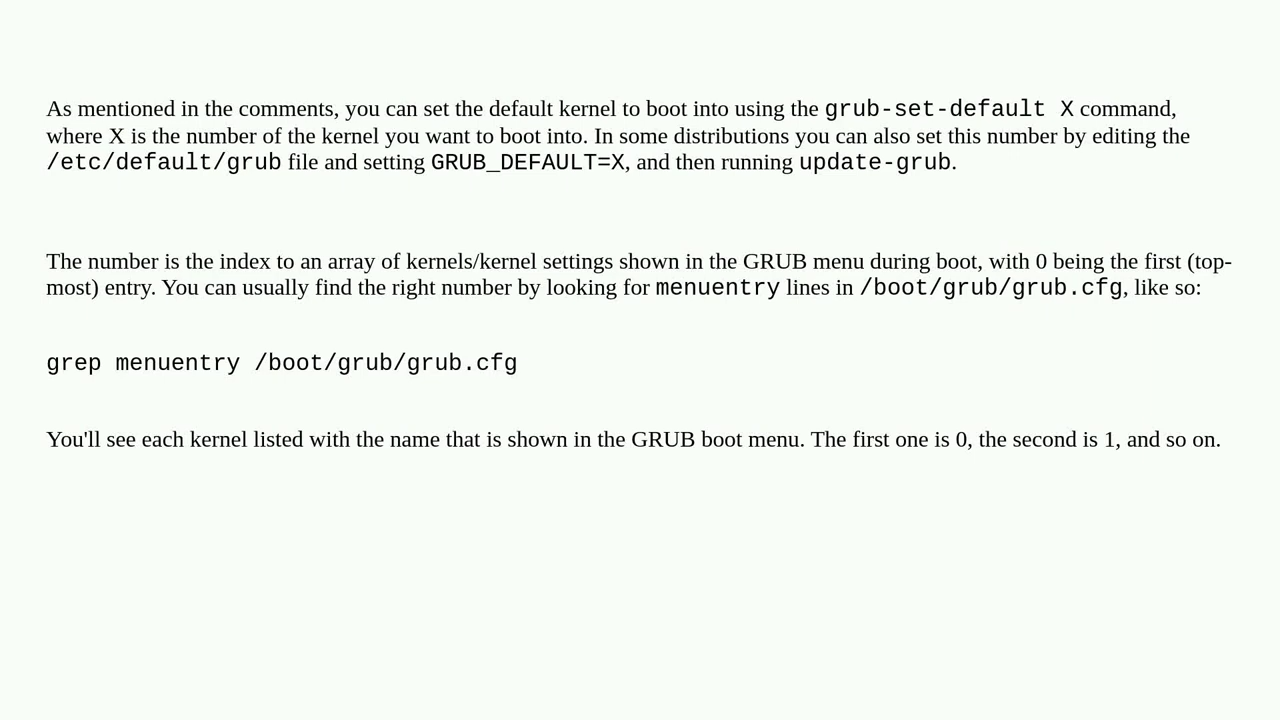 As mentioned in the comments, you can set the default kernel to boot into using the grub-set-default X command,
where X is the number of the kernel you want to boot into. In some distributions you can also set this number by editing the
/etc/default/grub file and setting GRUB_DEFAULT=X, and then running update-grub.
The number is the index to an array of kernels/kernel settings shown in the GRUB menu during boot, with 0 being the first (top-
most) entry. You can usually find the right number by looking for menuentry lines in /boot/grub/grub.cfg, like so:
grep menuentry /boot/grub/grub.cfg
You'll see each kernel listed with the name that is shown in the GRUB boot menu. The first one is 0, the second is 1, and so on.